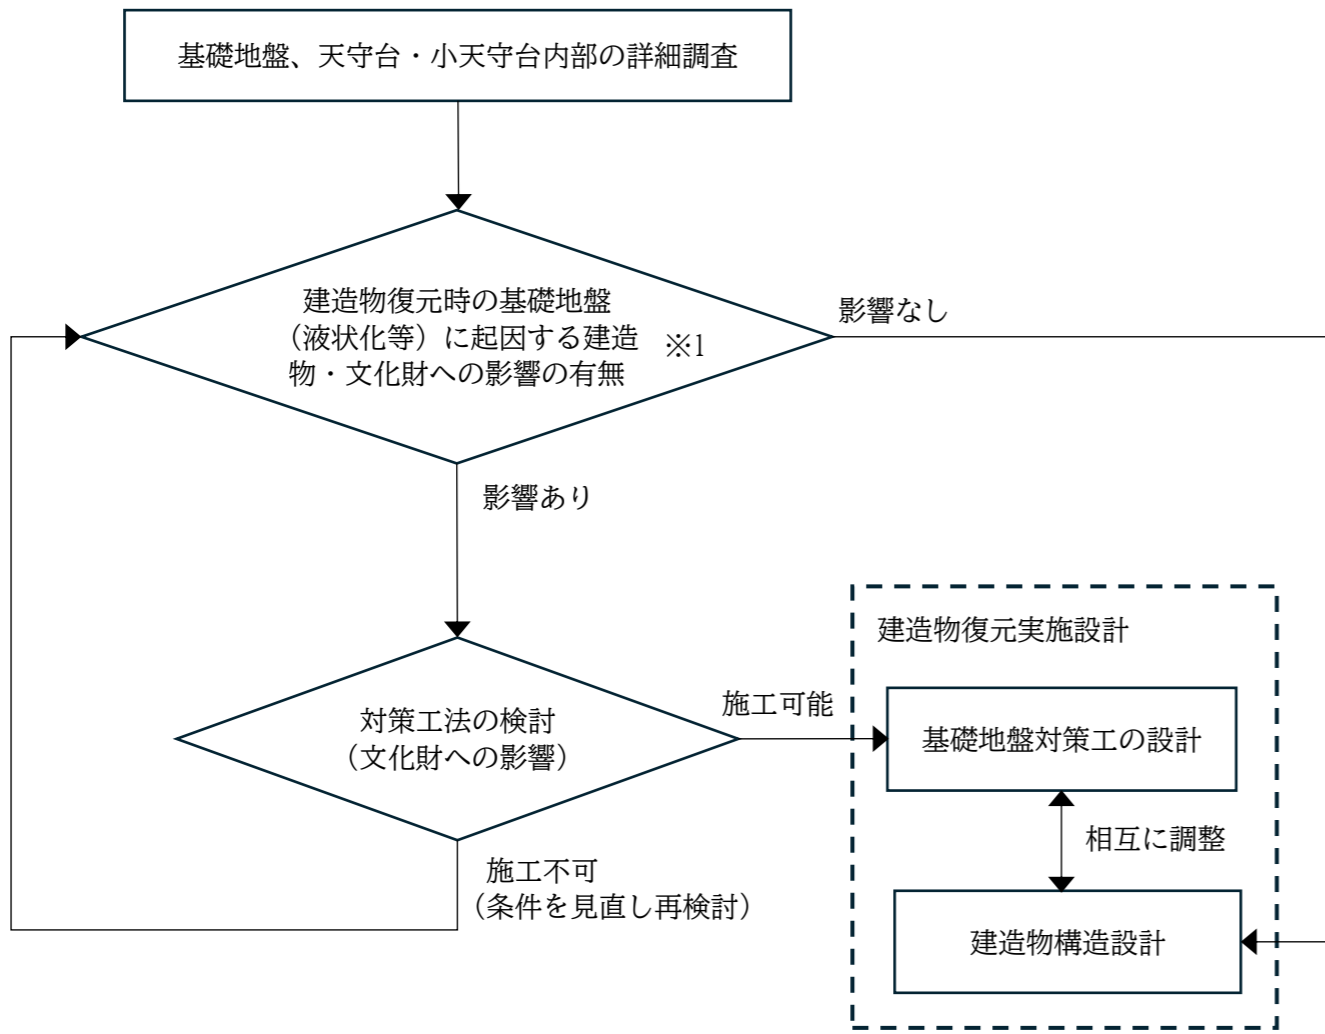 基礎地盤、天守台・小天守台内部の詳細調査
建造物復元時の基礎地盤
（液状化等）に起因する建造
物・文化財への影響の有無
※1
影響なし
影響あり
建造物復元実施設計
対策工法の検討
（文化財への影響）
施工可能
基礎地盤対策工の設計
相互に調整
施工不可
（条件を見直し再検討）
建造物構造設計